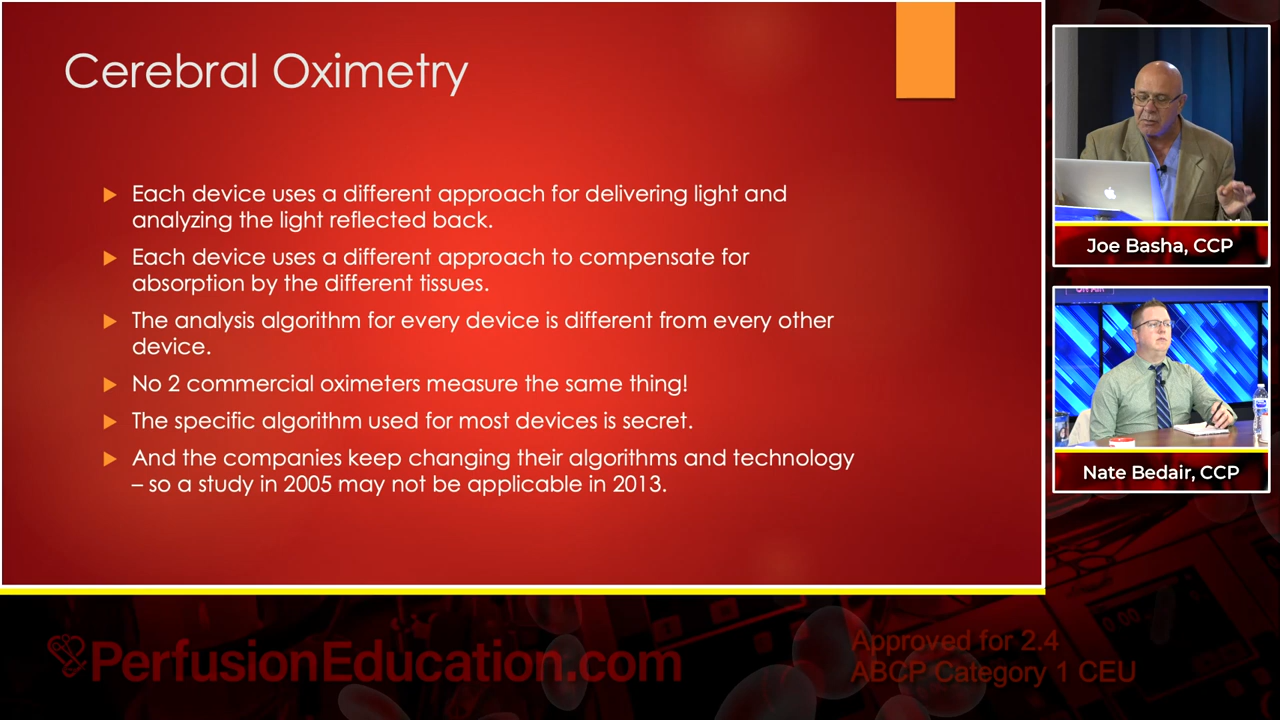 Cerebral Oximetry
Each device uses a different approach for delivering light and
analyzing the light reflected back.
Each device uses a different approach to compensate for
absorption by the different tissues.
The analysis algorithm for every device is different from every other
device.
No 2 commercial oximeters measure the same thing!
The specific algorithm used for most devices is secret.
And the companies keep changing their algorithms and technology
– so a study in 2005 may not be applicable in 2013.
Joe Basha, CCP
Nate Bedair, CCP
PerfusionEducation.com
Approved for 2.4
ABCP Category 1 CEU